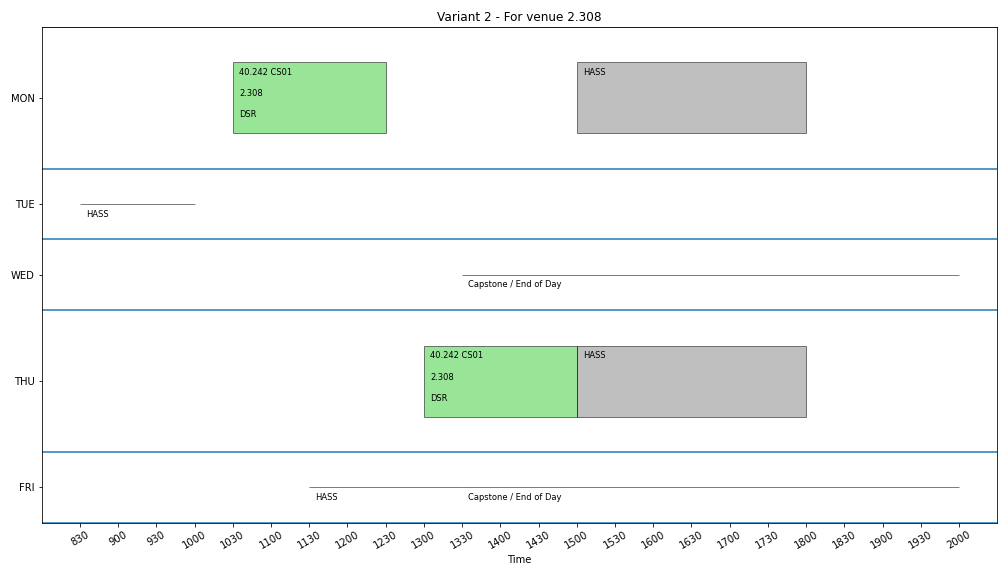 Variant 2 - For venue 2.308
MON
40.242 CS01
2.308
DSR
HASS
TUE
HASS
WED
Capstone / End of Day
THU
40.242 CS01
2.308
DSR
HASS
FRI
HASS
Capstone / End of Day
830 900 930 1000 1030 1100 1130 1200 1230 1300 1330 1400 1430 1500 1530 1600 1630 1700 1730 1800 1830 1900 1930 2000
Time